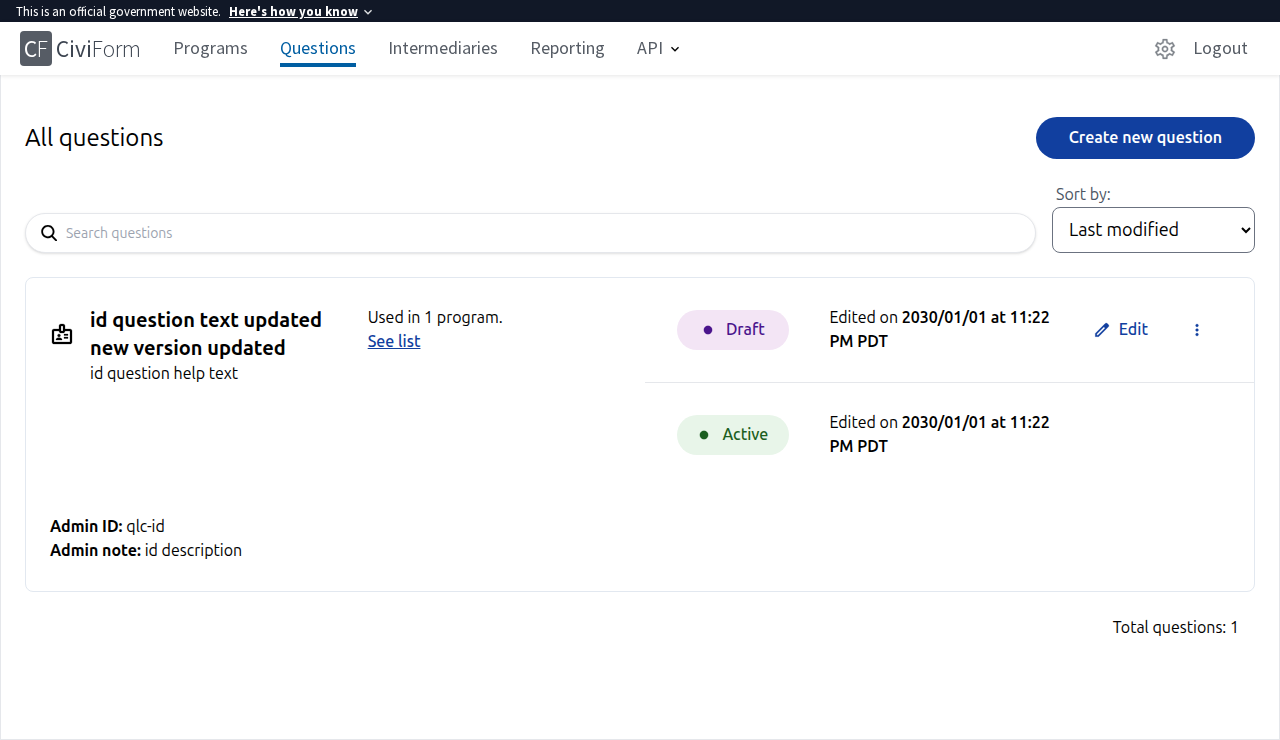 This is an official government website. Here's how you know
CF CiviForm Programs Questions Intermediaries Reporting API Logout
All questions
Create new question
Sort by:
Search questions
Last modified
id question text updated
new version updated
id question help text
Used in 1 program.
See list
Draft
Edited on 2030/01/01 at 11:22
PM PDT
Edit
Active
Edited on 2030/01/01 at 11:22
PM PDT
Admin ID: qlc-id
Admin note: id description
Total questions: 1